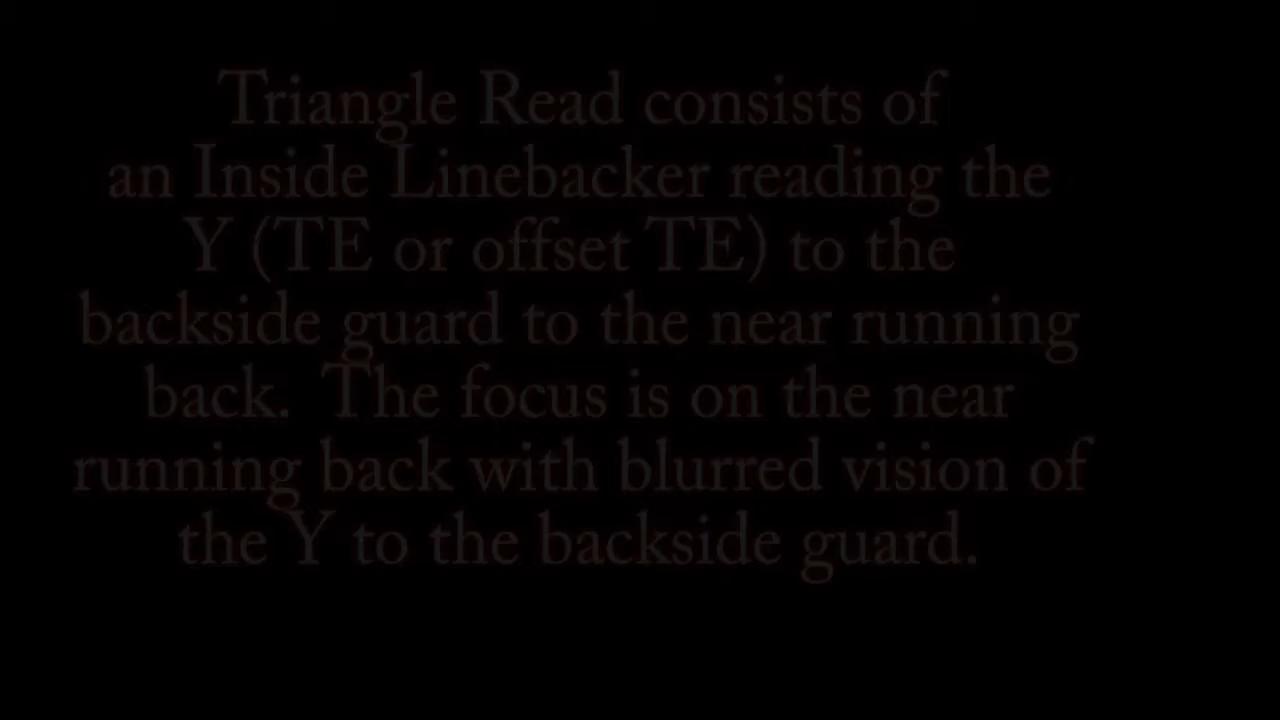 Triangle Read consists of
an Inside Linebacker reading the
Y (TE or offset TE) to the
backside guard to the near running
back.  The focus is on the near
running back with blurred vision of
the Y to the backside guard.